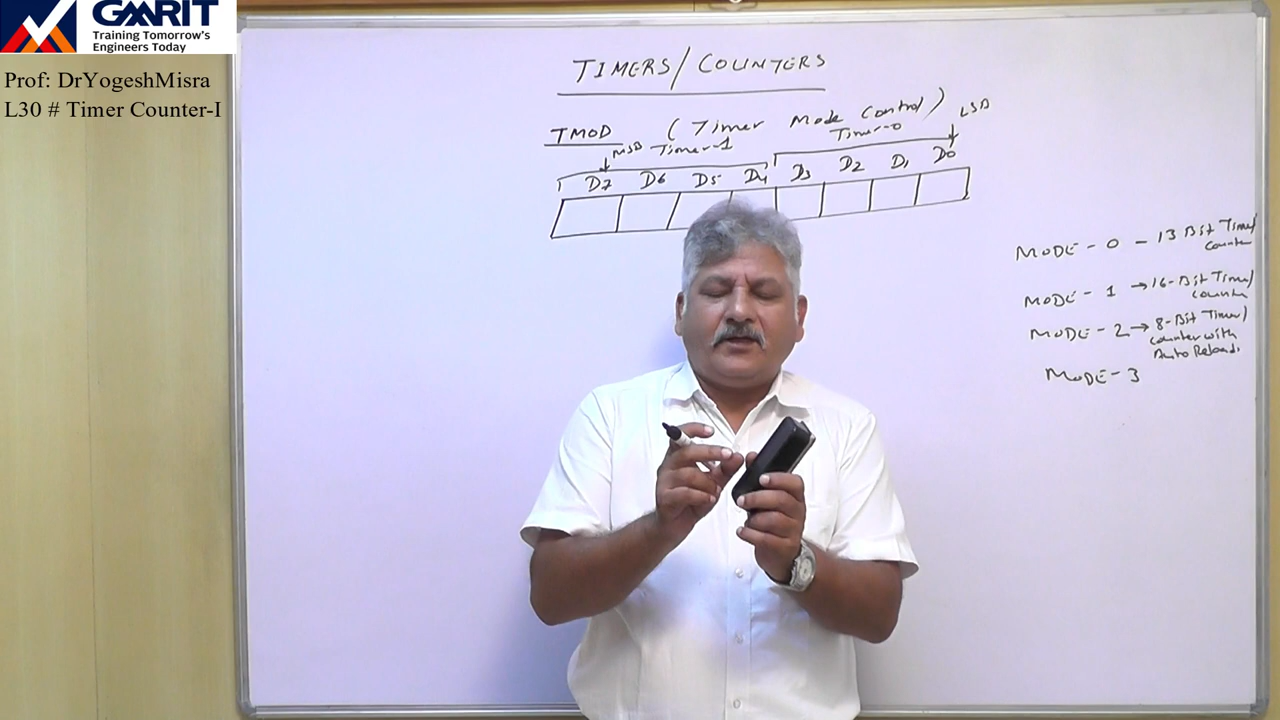 GMRIT
Training Tomorrow's
Engineers Today
Prof: DrYogeshMisra
L30 # Timer Counter-I
TIMERS/COUNTERS
TMOD (Timer Mode Control)
MSB Timer-1 Timer-0 LSB
D7 D6 D5 D4 D3 D2 D1 D0
MODE - 0 - 13 Bit Timer/
Counter
MODE - 1 → 16-Bit Timer/
Counter
MODE - 2 → 8-Bit Timer/
counter with
Auto Reload.
MODE - 3